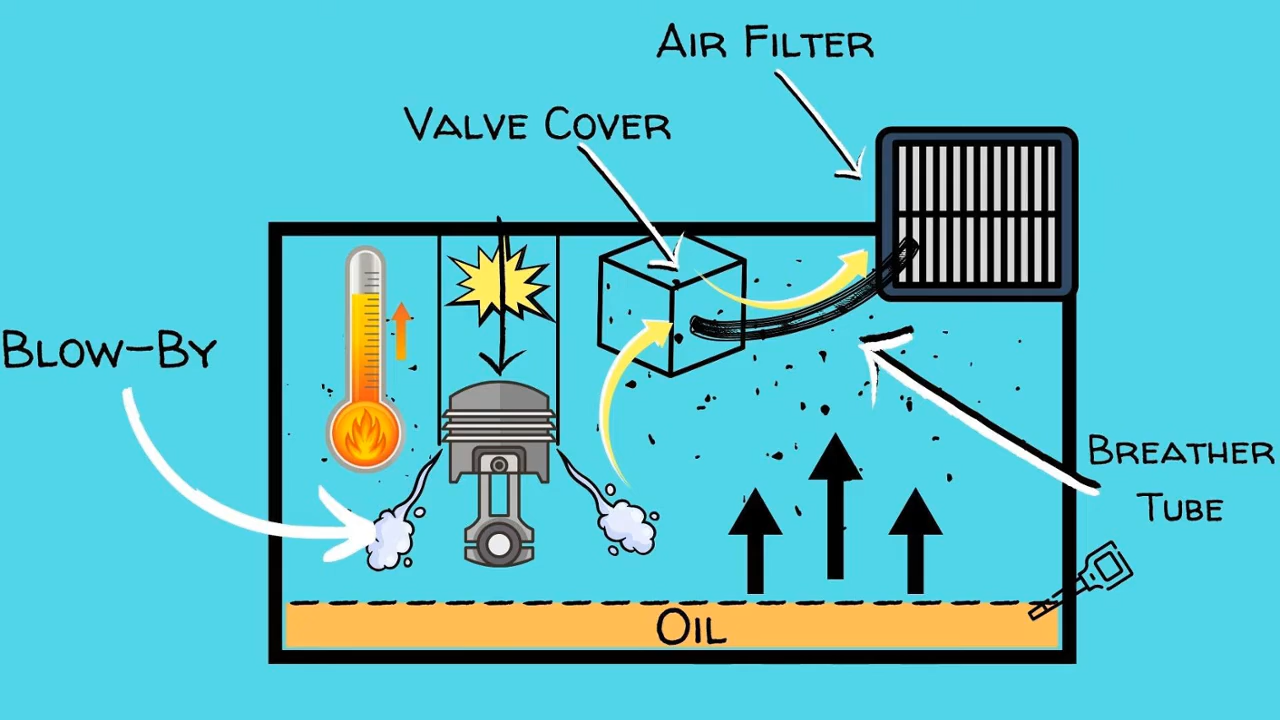 AIR FILTER
VALVE COVER
BLOW-BY
BREATHER
TUBE
OIL